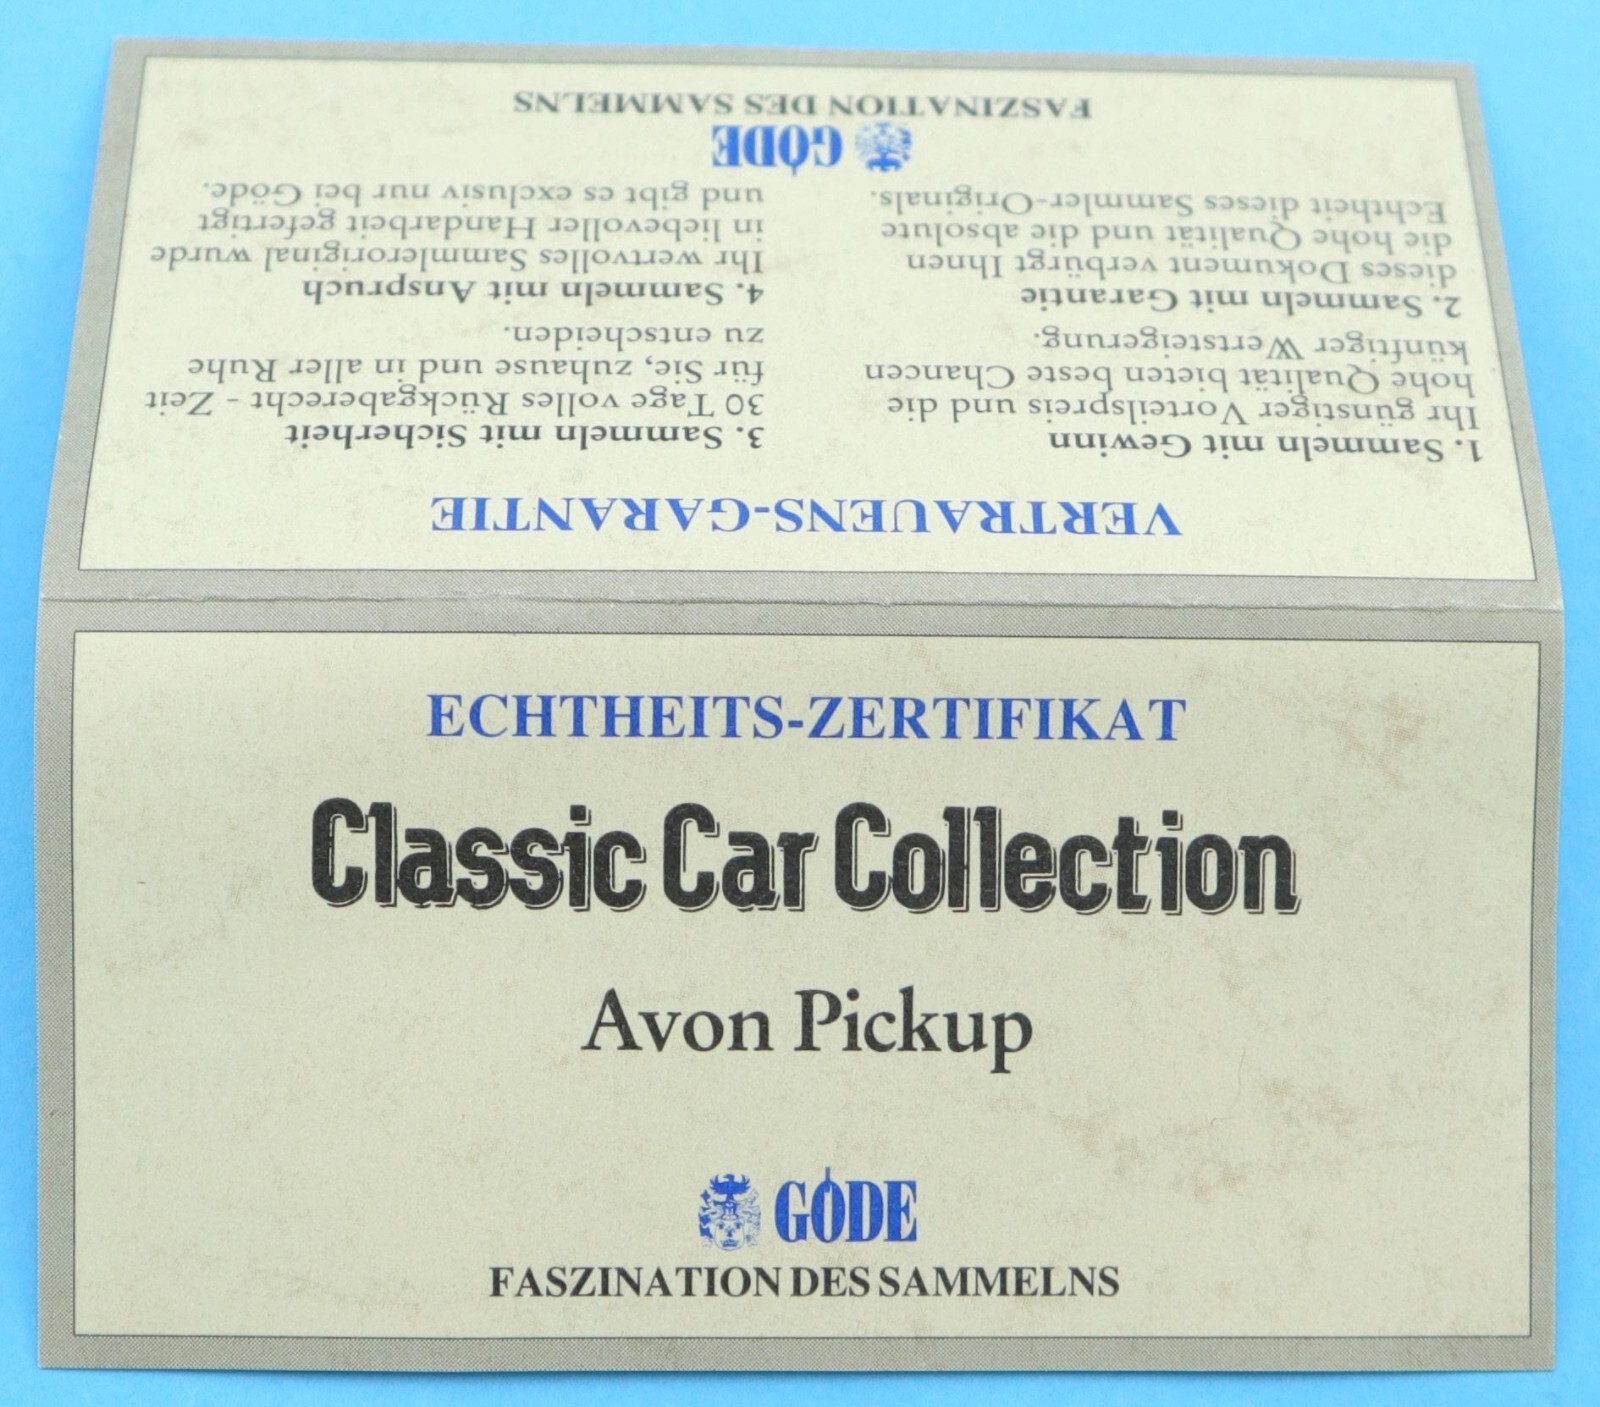 ECHTHEITS-ZERTIFIKAT
Classic Car Collection
Avon Pickup
GÖDE
FASZINATION DES SAMMELNS
VERTRAUENS-GARANTIE
1. Sammeln mit Gewinn
Ihr günstiger Vorteilspreis und die
hohe Qualität bieten beste Chancen
künftiger Wertsteigerung.
2. Sammeln mit Garantie
dieses Dokument verbürgt Ihnen
die hohe Qualität und die absolute
Echtheit dieses Sammler-Originals.
3. Sammeln mit Sicherheit
30 Tage volles Rückgaberecht - Zeit
für Sie, zuhause und in aller Ruhe
zu entscheiden.
4. Sammeln mit Anspruch
Ihr wertvolles Sammleroriginal wurde
in liebevoller Handarbeit gefertigt
und gibt es exclusiv nur bei Göde.
GÖDE
FASZINATION DES SAMMELNS